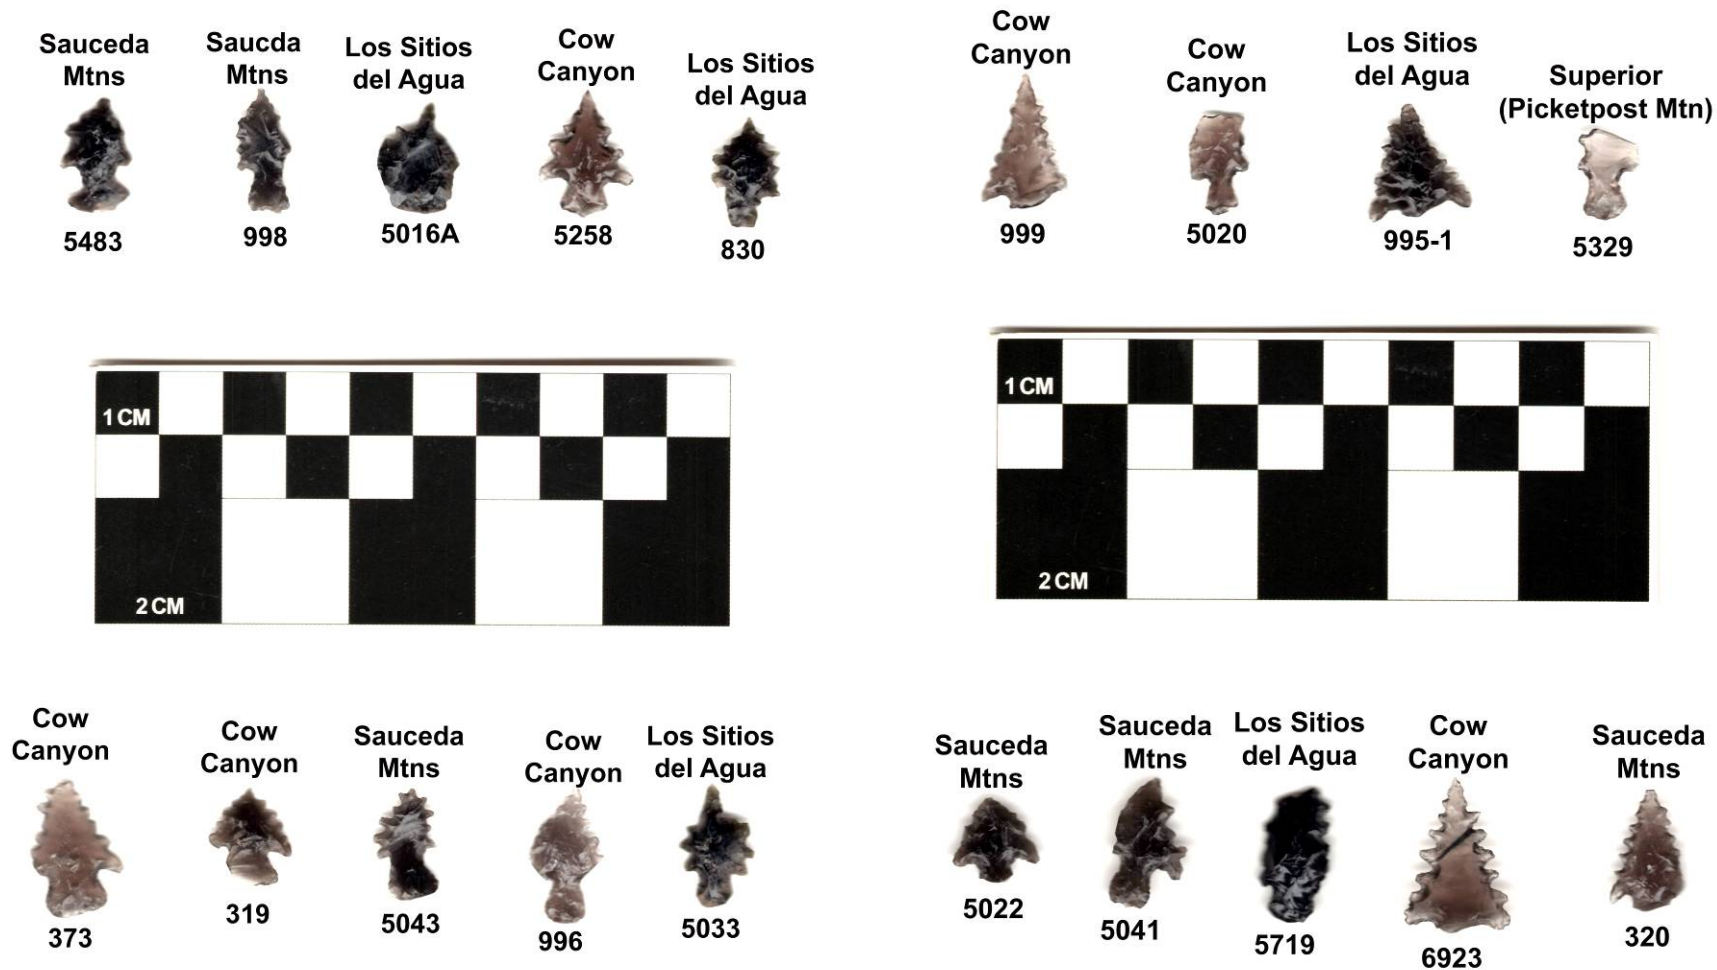 Sauceda
Mtns
5483
Saucda
Mtns
998
Los Sitios
del Agua
5016A
Cow
Canyon
5258
Los Sitios
del Agua
830
Cow
Canyon
999
Cow
Canyon
5020
Los Sitios
del Agua
995-1
Superior
(Picketpost Mtn)
5329
1 CM
2 CM
1 CM
2 CM
Cow
Canyon
373
Cow
Canyon
319
Sauceda
Mtns
5043
Cow
Canyon
996
Los Sitios
del Agua
5033
Sauceda
Mtns
5022
Sauceda
Mtns
5041
Los Sitios
del Agua
5719
Cow
Canyon
6923
Sauceda
Mtns
320